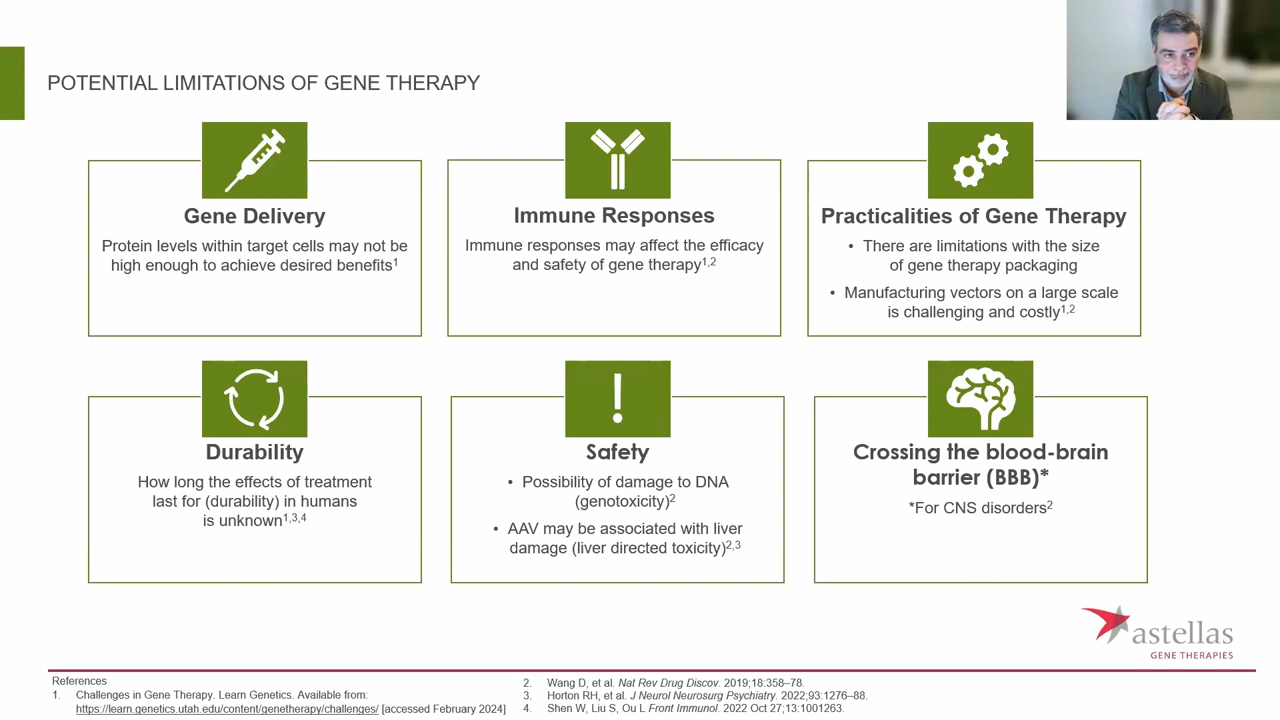 POTENTIAL LIMITATIONS OF GENE THERAPY
Gene Delivery
Protein levels within target cells may not be
high enough to achieve desired benefits¹
Immune Responses
Immune responses may affect the efficacy
and safety of gene therapy¹,²
Practicalities of Gene Therapy
• There are limitations with the size
of gene therapy packaging
• Manufacturing vectors on a large scale
is challenging and costly¹,²
Durability
How long the effects of treatment
last for (durability) in humans
is unknown¹,³,⁴
Safety
• Possibility of damage to DNA
(genotoxicity)²
• AAV may be associated with liver
damage (liver directed toxicity)²,³
Crossing the blood-brain
barrier (BBB)*
*For CNS disorders²
astellas
GENE THERAPIES
References
1. Challenges in Gene Therapy. Learn Genetics. Available from:
https://learn.genetics.utah.edu/content/genetherapy/challenges/ [accessed February 2024]
2. Wang D, et al. Nat Rev Drug Discov. 2019;18:358–78.
3. Horton RH, et al. J Neurol Neurosurg Psychiatry. 2022;93:1276–88.
4. Shen W, Liu S, Ou L Front Immunol. 2022 Oct 27;13:1001263.